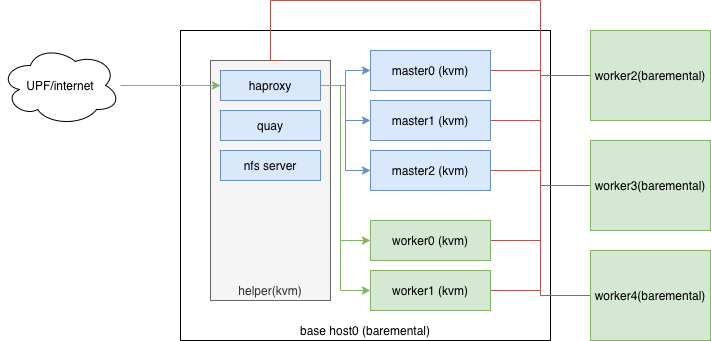 UPF/internet
haproxy
quay
nfs server
helper(kvm)
master0 (kvm)
master1 (kvm)
master2 (kvm)
worker0 (kvm)
worker1 (kvm)
base host0 (baremental)
worker2(baremental)
worker3(baremental)
worker4(baremental)